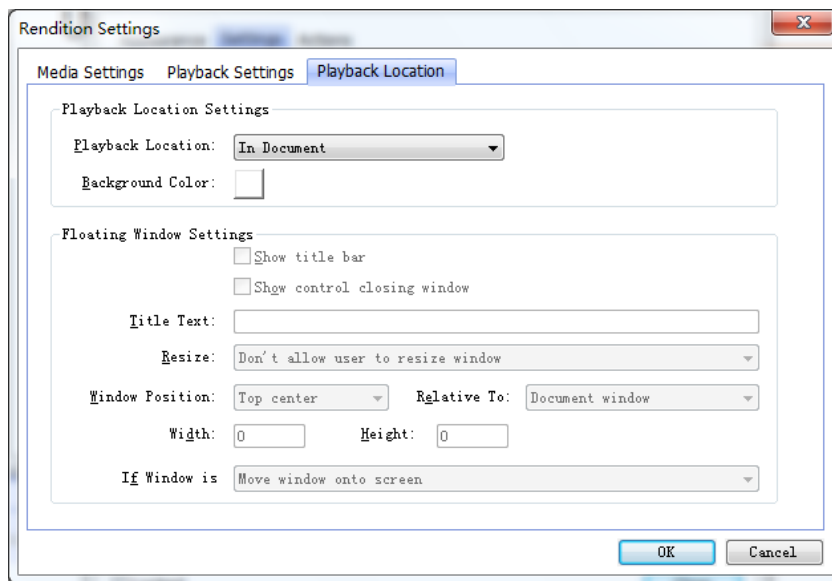 Rendition Settings
Settings Actions
Media Settings Playback Settings Playback Location
Playback Location Settings
Playback Location: In Document
Background Color:
Floating Window Settings
Show title bar
Show control closing window
Title Text:
Resize: Don't allow user to resize window
Window Position: Top center Relative To: Document window
Width: 0 Height: 0
If Window is Move window onto screen
OK Cancel